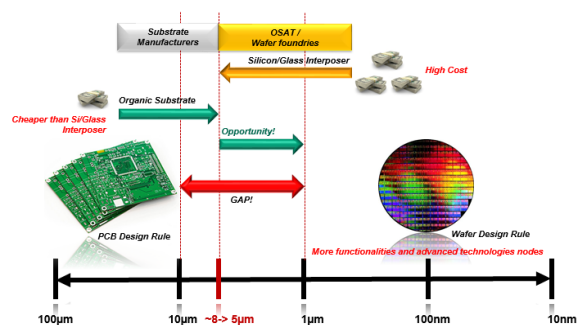 Substrate
Manufacturers
OSAT /
Wafer foundries
Silicon/Glass Interposer
High Cost
Organic Substrate
Cheaper than Si/Glass
Interposer
Opportunity!
GAP!
PCB Design Rule
Wafer Design Rule
More functionalities and advanced technologies nodes
100µm
10µm
~8-> 5µm
1µm
100nm
10nm